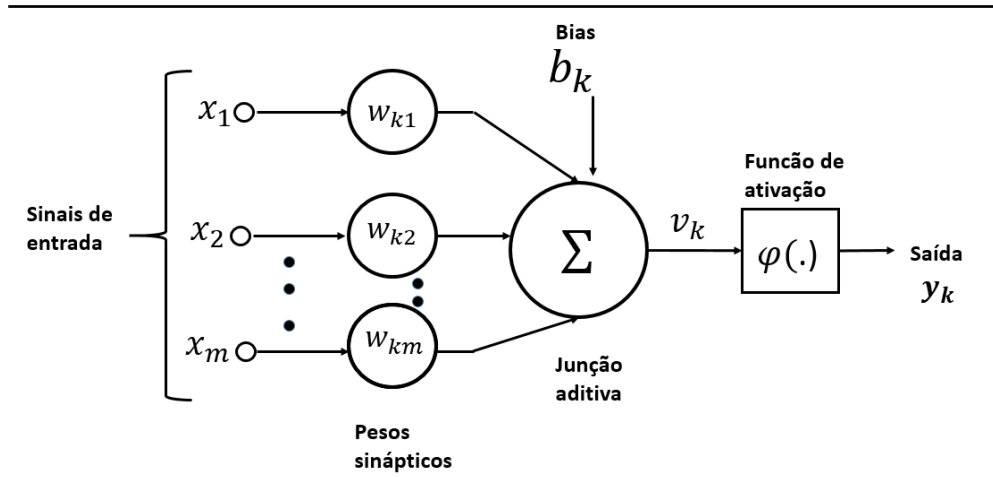 Bias
b_k
x_1
w_k1
Funcão de
ativação
Sinais de
entrada
x_2
w_k2
Σ
v_k
φ(.)
Saída
y_k
x_m
w_km
Junção
aditiva
Pesos
sinápticos